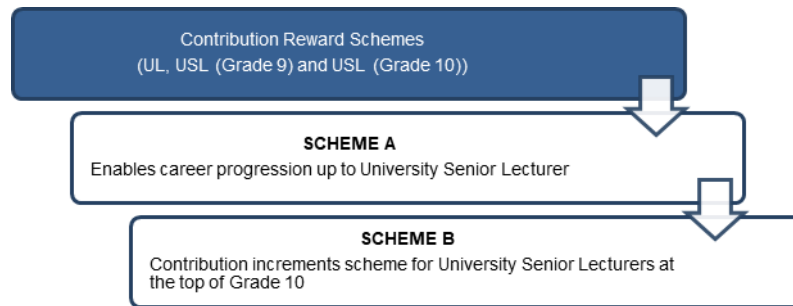 Contribution Reward Schemes
(UL, USL (Grade 9) and USL (Grade 10))
SCHEME A
Enables career progression up to University Senior Lecturer
SCHEME B
Contribution increments scheme for University Senior Lecturers at
the top of Grade 10